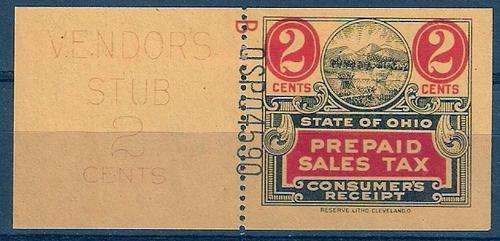 VENDOR'S
STUB
2
CENTS
B
QSP04590
2
CENTS
2
CENTS
STATE OF OHIO
PREPAID
SALES TAX
CONSUMER'S
RECEIPT
RESERVE LITHO. CLEVELAND, O.